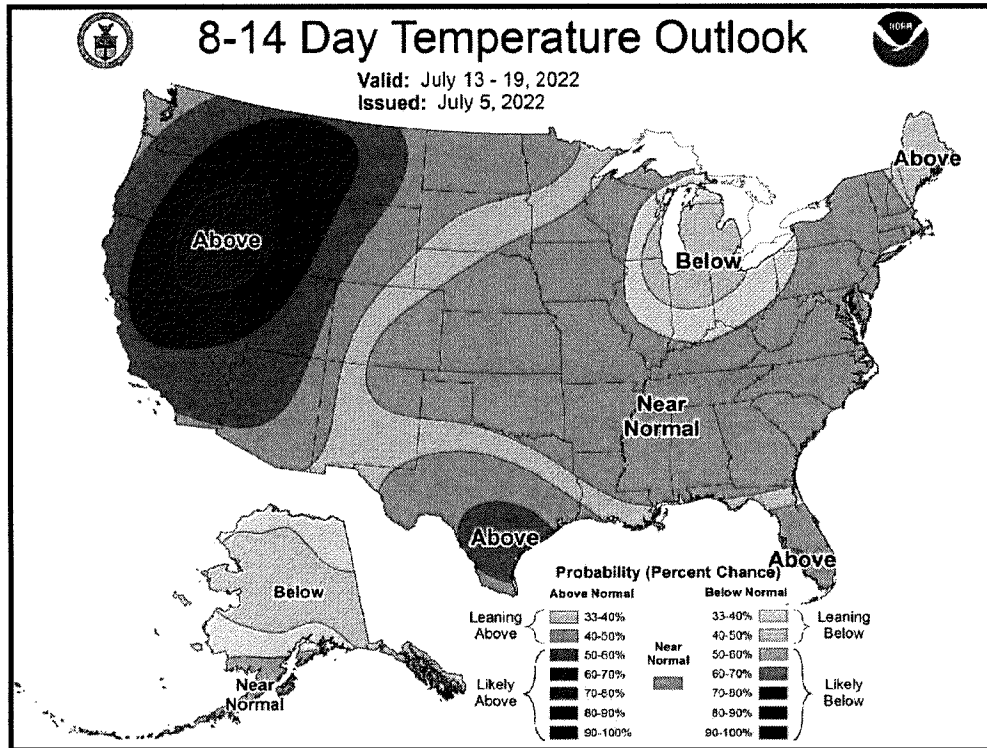 8-14 Day Temperature Outlook
NOAA
Valid: July 13 - 19, 2022
Issued: July 5, 2022
Above
Above
Below
Near
Normal
Above
Above
Below
Near
Normal
Probability (Percent Chance)
Above Normal
Below Normal
Leaning
Above
33-40%
40-50%
Likely
Above
50-60%
60-70%
70-80%
80-90%
90-100%
Near
Normal
33-40%
40-50%
Leaning
Below
50-60%
60-70%
70-80%
80-90%
90-100%
Likely
Below